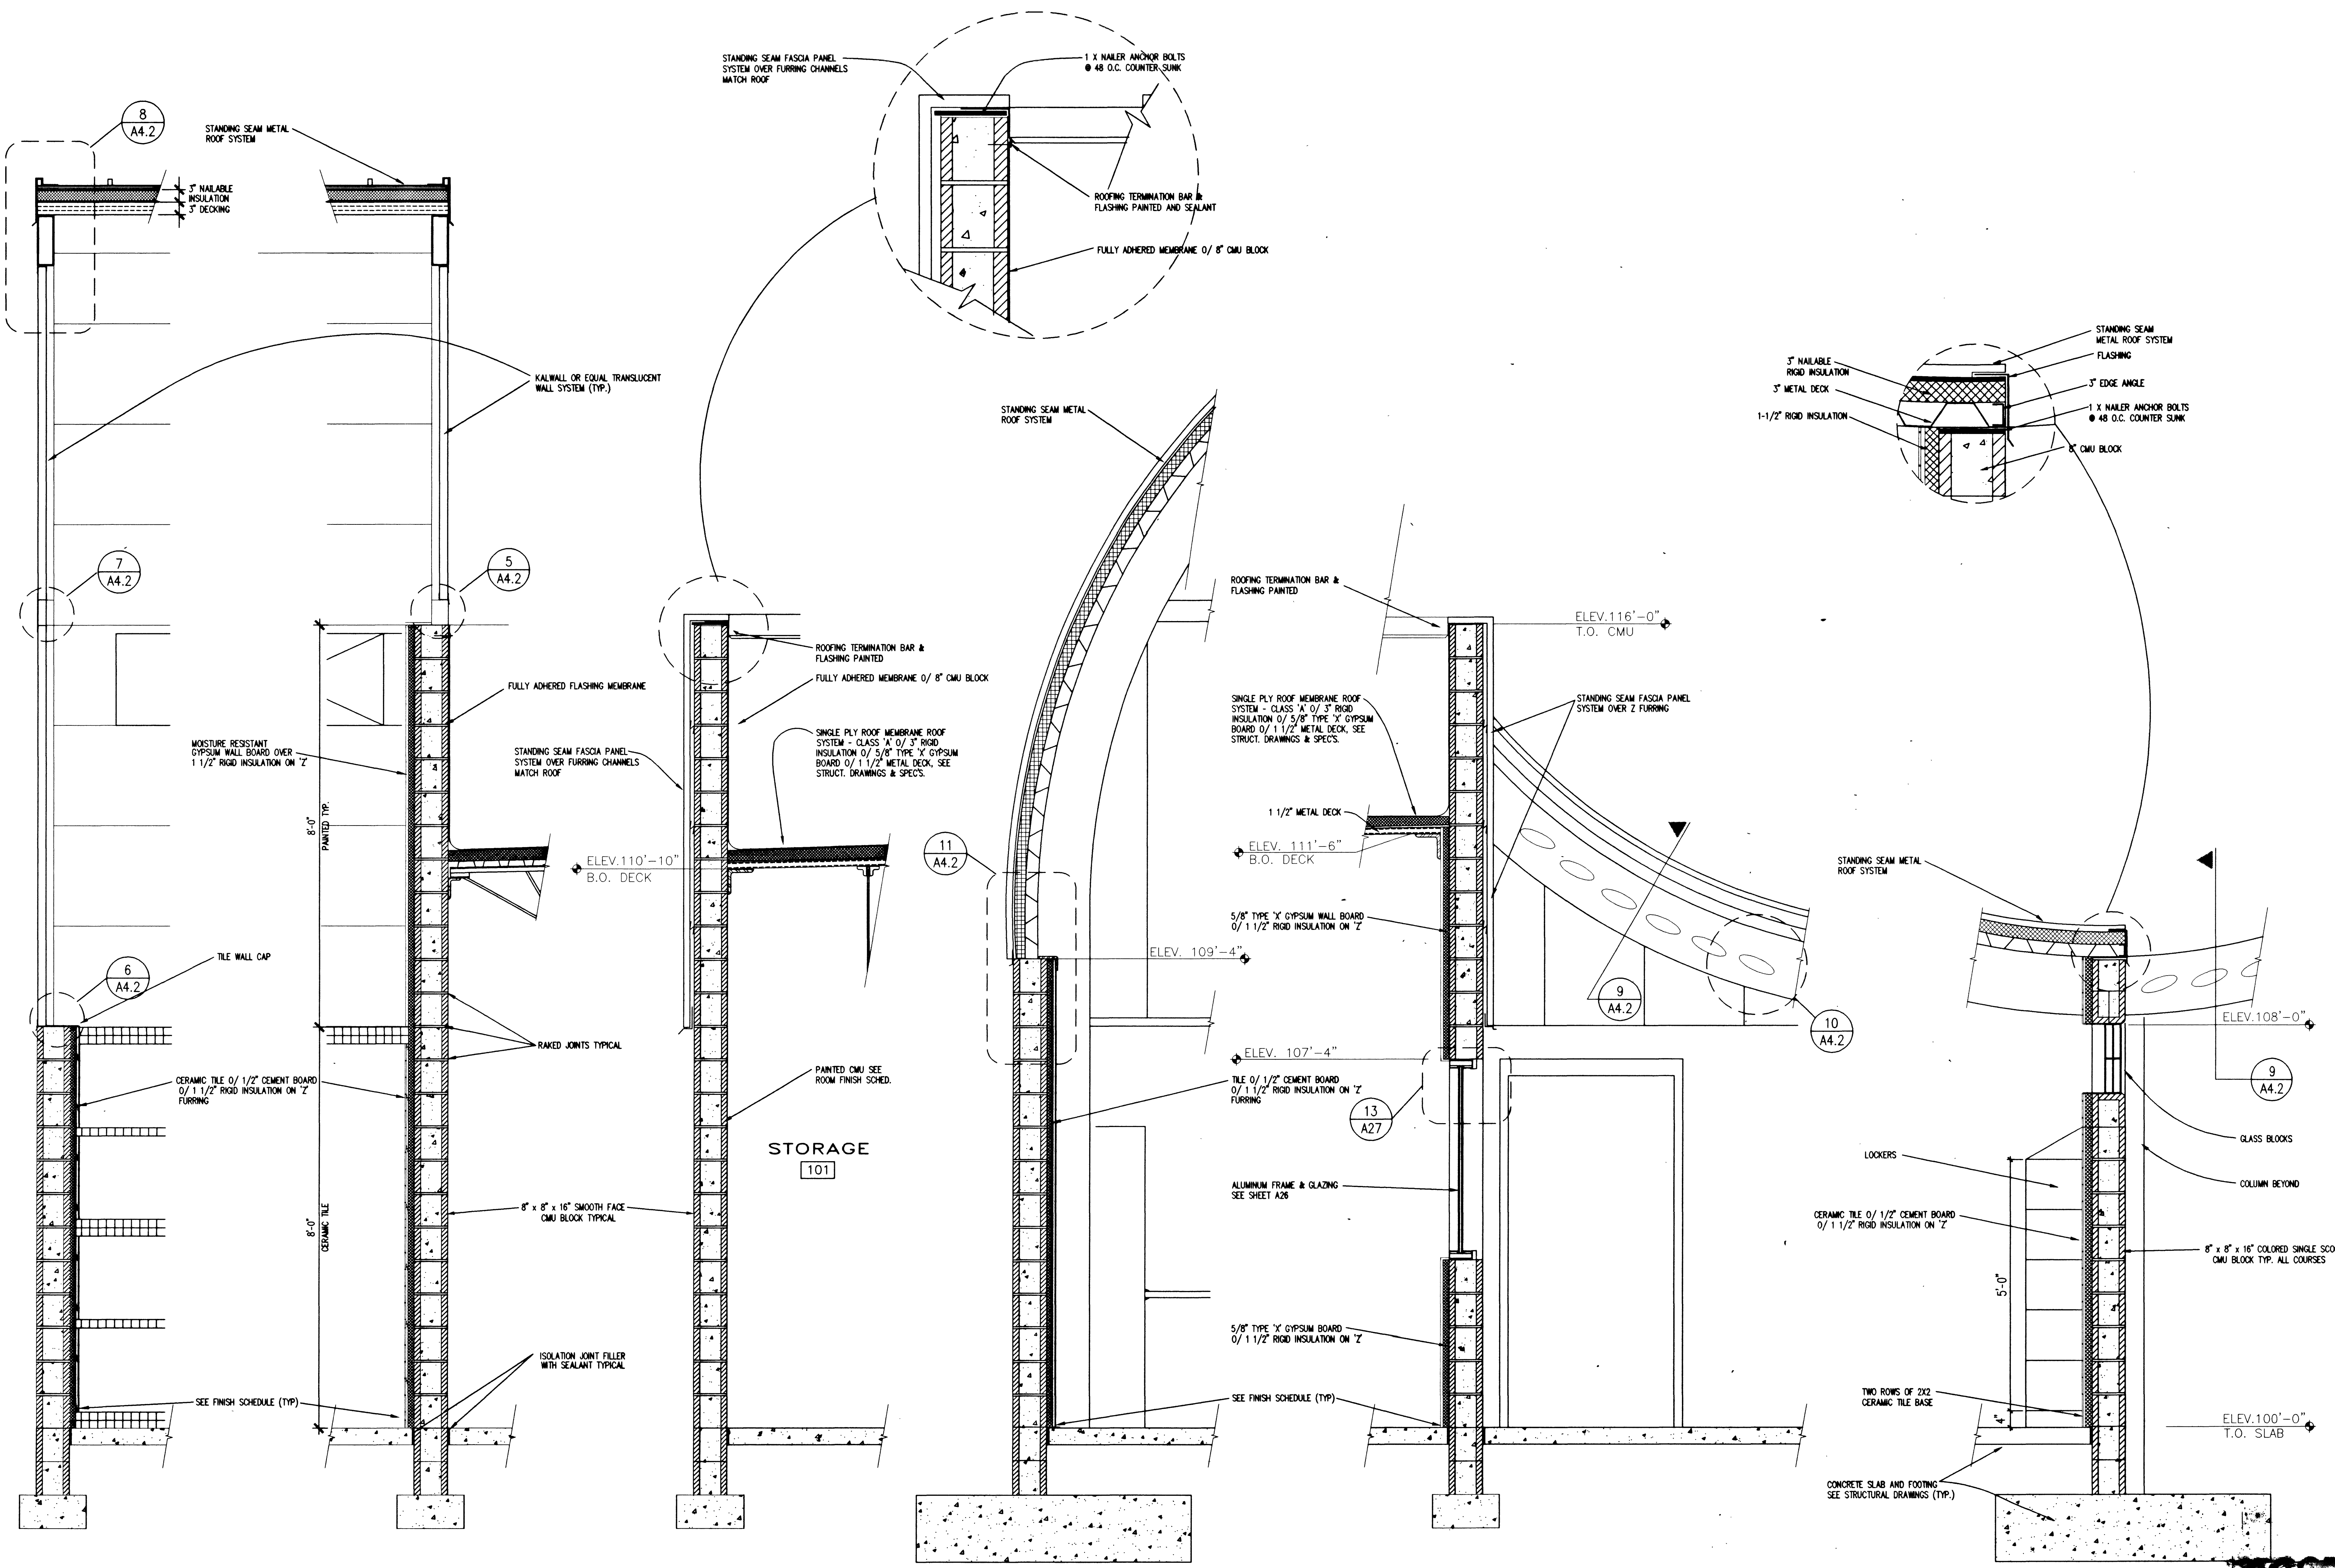 STANDING SEAM FASCIA PANEL
SYSTEM OVER FURRING CHANNELS
MATCH ROOF
1 X NAILER ANCHOR BOLTS
@ 48 O.C. COUNTER SUNK
ROOFING TERMINATION BAR &
FLASHING PAINTED AND SEALANT
FULLY ADHERED MEMBRANE O/ 8" CMU BLOCK
8
A4.2
STANDING SEAM METAL
ROOF SYSTEM
3" NAILABLE
INSULATION
3" DECKING
KALWALL OR EQUAL TRANSLUCENT
WALL SYSTEM (TYP.)
7
A4.2
5
A4.2
FULLY ADHERED FLASHING MEMBRANE
MOISTURE RESISTANT
GYPSUM WALL BOARD OVER
1 1/2" RIGID INSULATION ON 'Z'
8'-0"
PAINTED TYP.
6
A4.2
TILE WALL CAP
RAKED JOINTS TYPICAL
CERAMIC TILE O/ 1/2" CEMENT BOARD
O/ 1 1/2" RIGID INSULATION ON 'Z'
FURRING
8'-0"
CERAMIC TILE
8" x 8" x 16" SMOOTH FACE
CMU BLOCK TYPICAL
ISOLATION JOINT FILLER
WITH SEALANT TYPICAL
SEE FINISH SCHEDULE (TYP)
ROOFING TERMINATION BAR &
FLASHING PAINTED
FULLY ADHERED MEMBRANE O/ 8" CMU BLOCK
STANDING SEAM FASCIA PANEL
SYSTEM OVER FURRING CHANNELS
MATCH ROOF
SINGLE PLY ROOF MEMBRANE ROOF
SYSTEM - CLASS 'A' O/ 3" RIGID
INSULATION O/ 5/8" TYPE 'X' GYPSUM
BOARD O/ 1 1/2" METAL DECK, SEE
STRUCT. DRAWINGS & SPEC'S.
ELEV.110'-10"
B.O. DECK
PAINTED CMU SEE
ROOM FINISH SCHED.
STORAGE
101
STANDING SEAM METAL
ROOF SYSTEM
11
A4.2
ELEV. 109'-4"
ROOFING TERMINATION BAR &
FLASHING PAINTED
ELEV.116'-0"
T.O. CMU
SINGLE PLY ROOF MEMBRANE ROOF
SYSTEM - CLASS 'A' O/ 3" RIGID
INSULATION O/ 5/8" TYPE 'X' GYPSUM
BOARD O/ 1 1/2" METAL DECK, SEE
STRUCT. DRAWINGS & SPEC'S.
STANDING SEAM FASCIA PANEL
SYSTEM OVER Z FURRING
1 1/2" METAL DECK
ELEV. 111'-6"
B.O. DECK
5/8" TYPE 'X' GYPSUM WALL BOARD
O/ 1 1/2" RIGID INSULATION ON 'Z'
9
A4.2
10
A4.2
ELEV. 107'-4"
TILE O/ 1/2" CEMENT BOARD
O/ 1 1/2" RIGID INSULATION ON 'Z'
FURRING
13
A27
ALUMINUM FRAME & GLAZING
SEE SHEET A26
5/8" TYPE 'X' GYPSUM BOARD
O/ 1 1/2" RIGID INSULATION ON 'Z'
SEE FINISH SCHEDULE (TYP)
STANDING SEAM
METAL ROOF SYSTEM
FLASHING
3" NAILABLE
RIGID INSULATION
3" METAL DECK
3" EDGE ANGLE
1-1/2" RIGID INSULATION
1 X NAILER ANCHOR BOLTS
@ 48 O.C. COUNTER SUNK
8" CMU BLOCK
STANDING SEAM METAL
ROOF SYSTEM
ELEV.108'-0"
9
A4.2
GLASS BLOCKS
LOCKERS
COLUMN BEYOND
CERAMIC TILE O/ 1/2" CEMENT BOARD
O/ 1 1/2" RIGID INSULATION ON 'Z'
8" x 8" x 16" COLORED SINGLE SCO
CMU BLOCK TYP. ALL COURSES
5'-0"
TWO ROWS OF 2X2
CERAMIC TILE BASE
4"
ELEV.100'-0"
T.O. SLAB
CONCRETE SLAB AND FOOTING
SEE STRUCTURAL DRAWINGS (TYP.)